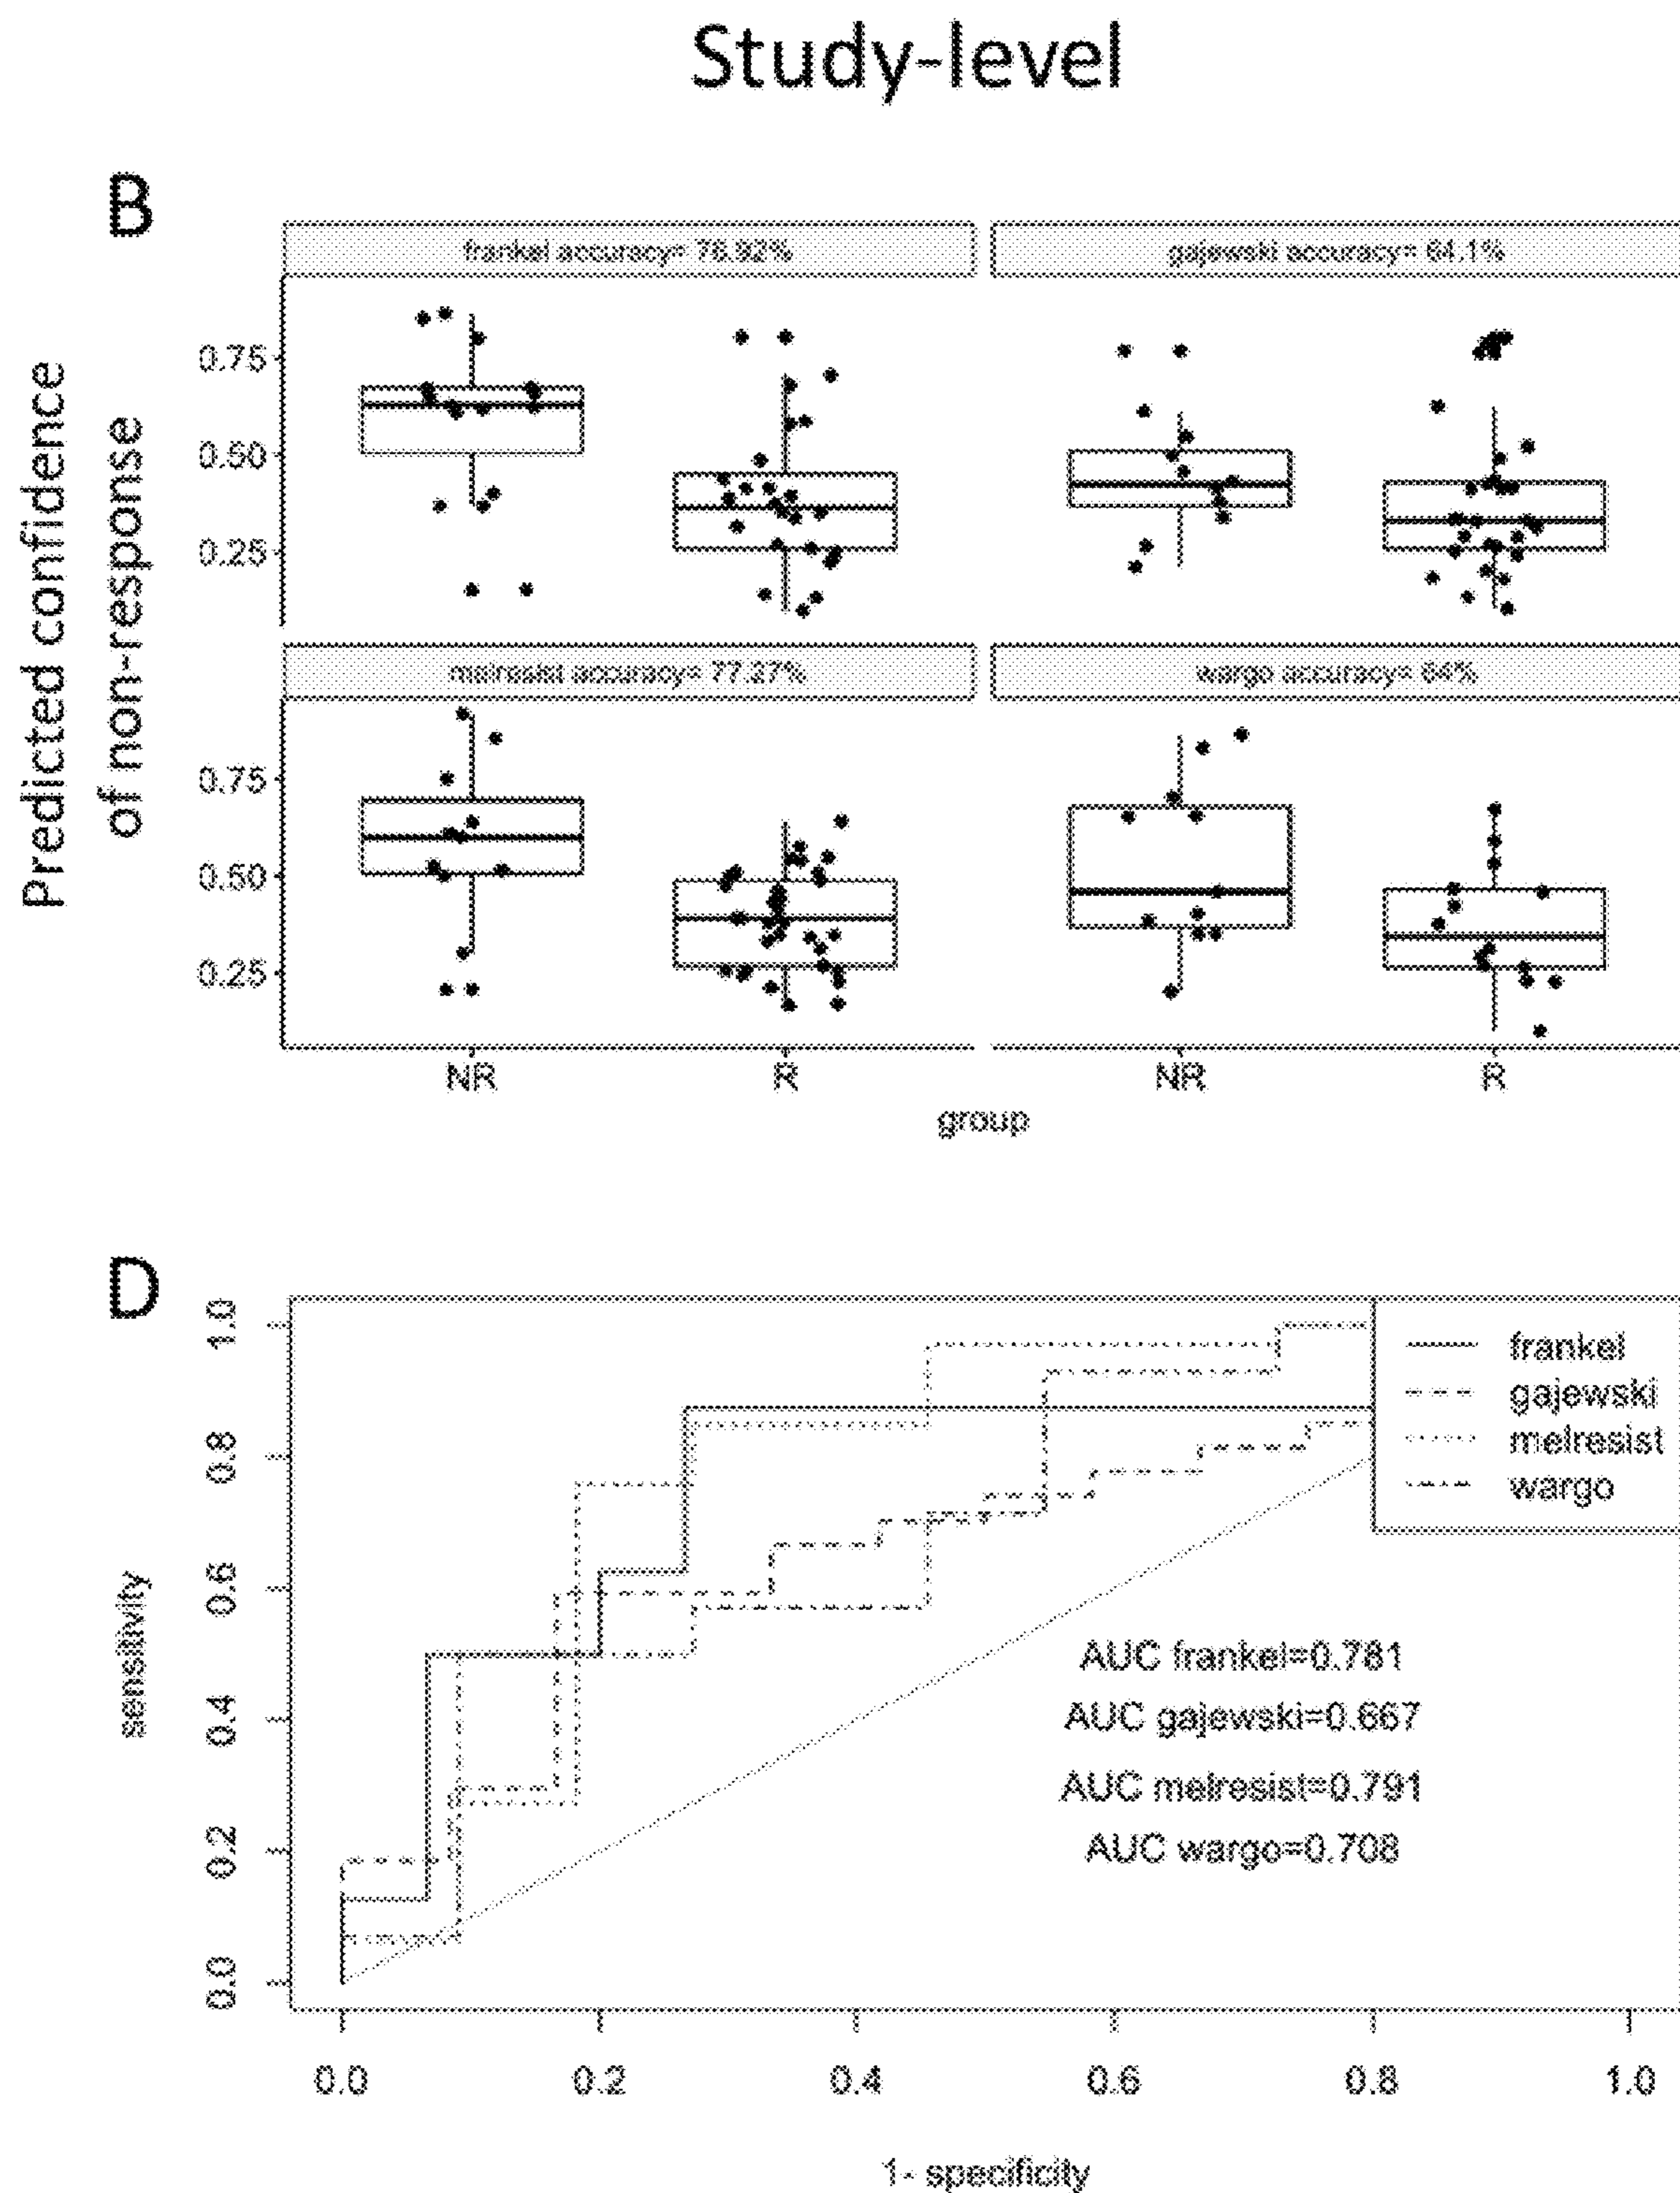 Study-level
B
frankel accuracy= 76.92%
gajewski accuracy= 64.1%
Predicted confidence
of non-response
0.75
0.50
0.25
melresist accuracy= 77.27%
wargo accuracy= 64%
0.75
0.50
0.25
NR
R
NR
R
group
D
sensitivity
1.0
0.8
0.6
0.4
0.2
0.0
frankel
gajewski
melresist
wargo
AUC frankel=0.781
AUC gajewski=0.667
AUC melresist=0.791
AUC wargo=0.708
0.0
0.2
0.4
0.6
0.8
1.0
1- specificity